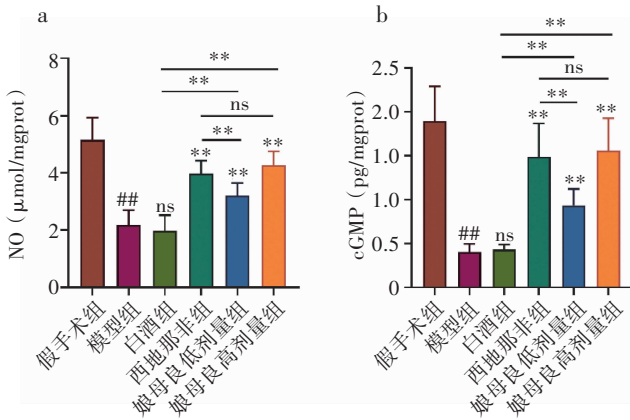 a
**
**
ns
**
8
6
4
2
0
NO（μmol/mgprot）
##
ns
**
**
**
假手术组
模型组
白酒组
西地那非组
娘母良低剂量组
娘母良高剂量组
b
**
**
ns
**
2.5
1.0
1.0
0.5
0
cGMP（pg/mgprot）
##
ns
**
**
**
假手术组
模型组
白酒组
西地那非组
娘母良低剂量组
娘母良高剂量组